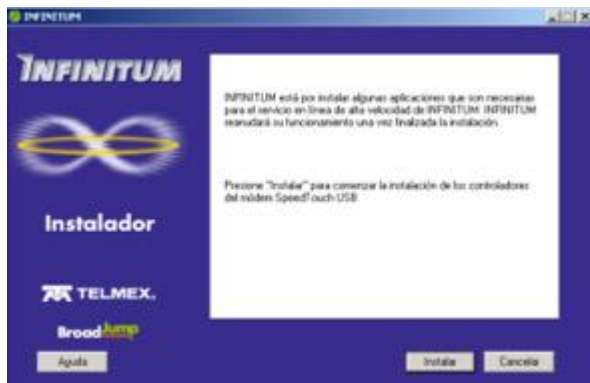 INFINITUM
INFINITUM
INFINITUM está por instalar algunas aplicaciones que son necesarias
para el servicio en línea de alta velocidad de INFINITUM. INFINITUM
reanudará su funcionamiento una vez finalizada la instalación.
Presione "Instalar" para comenzar la instalación de los controladores
del módem SpeedTouch USB
Instalador
TELMEX.
BroadJump
Ayuda
Instalar
Cancelar